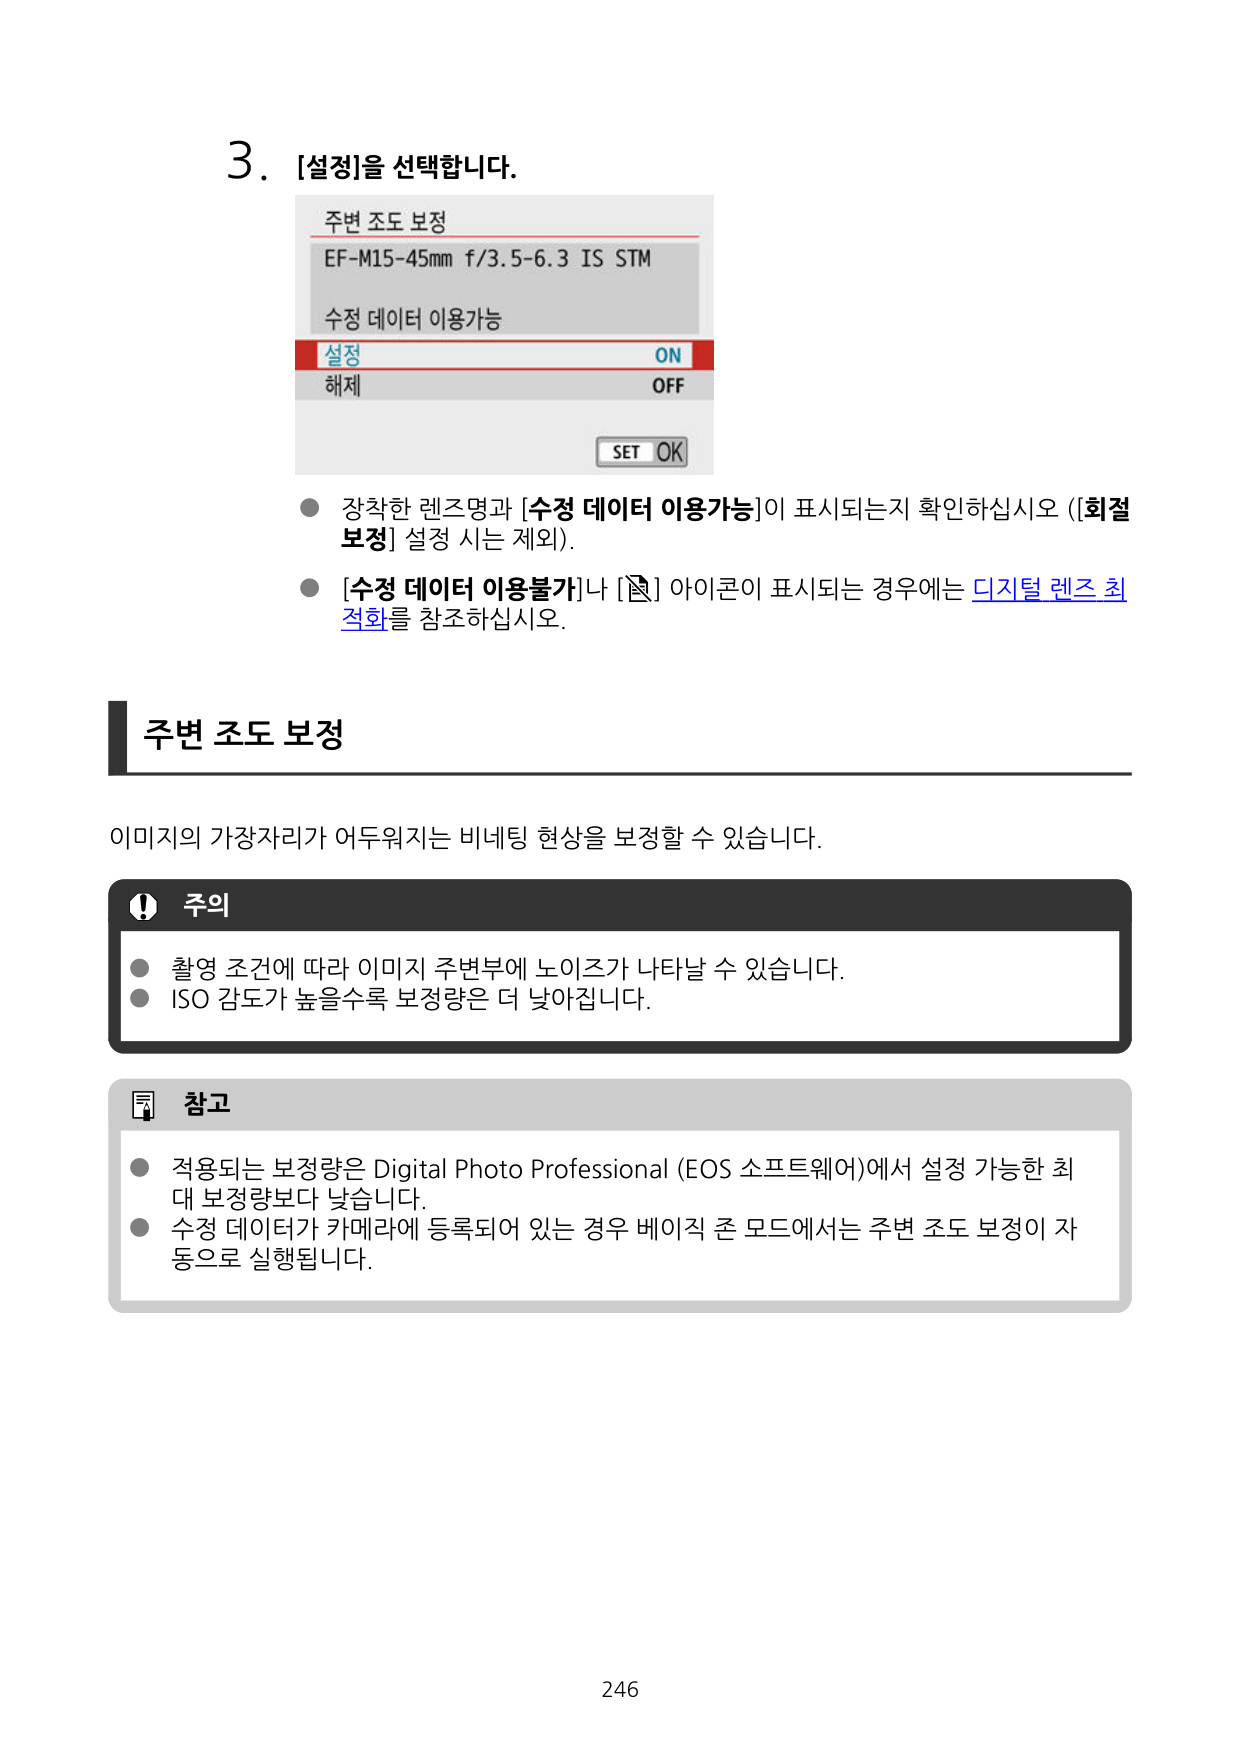 3. [설정]을 선택합니다.
주변 조도 보정
EF-M15-45mm f/3.5-6.3 IS STM
수정 데이터 이용가능
설정 ON
해제 OFF
SET OK
● 장착한 렌즈명과 [수정 데이터 이용가능]이 표시되는지 확인하십시오 ([회절
보정] 설정 시는 제외).
● [수정 데이터 이용불가]나 [] 아이콘이 표시되는 경우에는 디지털 렌즈 최
적화를 참조하십시오.
주변 조도 보정
이미지의 가장자리가 어두워지는 비네팅 현상을 보정할 수 있습니다.
주의
● 촬영 조건에 따라 이미지 주변부에 노이즈가 나타날 수 있습니다.
● ISO 감도가 높을수록 보정량은 더 낮아집니다.
참고
● 적용되는 보정량은 Digital Photo Professional (EOS 소프트웨어)에서 설정 가능한 최
대 보정량보다 낮습니다.
● 수정 데이터가 카메라에 등록되어 있는 경우 베이직 존 모드에서는 주변 조도 보정이 자
동으로 실행됩니다.
246